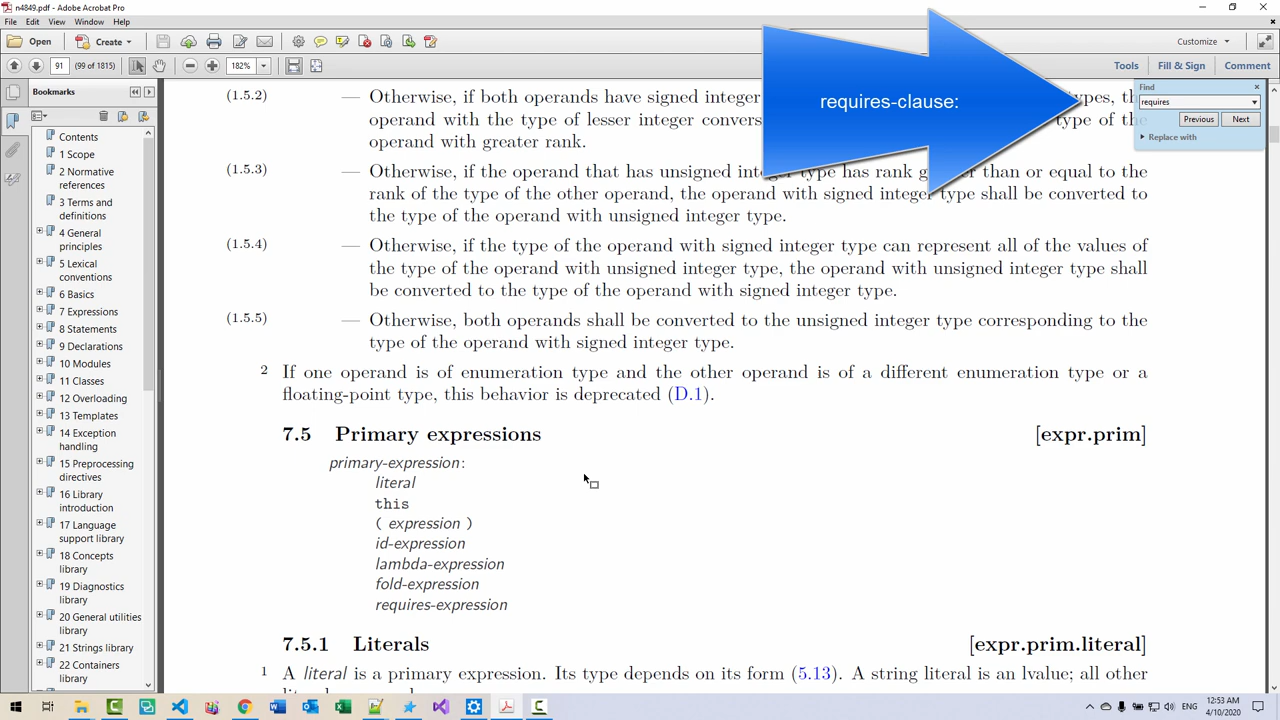 n4849.pdf - Adobe Acrobat Pro
File Edit View Window Help
Open Create Customize
91 (99 of 1815) 182% Tools Fill & Sign Comment
Bookmarks
Contents
1 Scope
2 Normative
references
3 Terms and
definitions
4 General
principles
5 Lexical
conventions
6 Basics
7 Expressions
8 Statements
9 Declarations
10 Modules
11 Classes
12 Overloading
13 Templates
14 Exception
handling
15 Preprocessing
directives
16 Library
introduction
17 Language
support library
18 Concepts
library
19 Diagnostics
library
20 General utilities
library
21 Strings library
22 Containers
library
requires-clause:
Find
requires
Previous Next
Replace with
(1.5.2) — Otherwise, if both operands have signed integer types, th
operand with the type of lesser integer convers type of the
operand with greater rank.
(1.5.3) — Otherwise, if the operand that has unsigned integer type has rank greater than or equal to the
rank of the type of the other operand, the operand with signed integer type shall be converted to
the type of the operand with unsigned integer type.
(1.5.4) — Otherwise, if the type of the operand with signed integer type can represent all of the values of
the type of the operand with unsigned integer type, the operand with unsigned integer type shall
be converted to the type of the operand with signed integer type.
(1.5.5) — Otherwise, both operands shall be converted to the unsigned integer type corresponding to the
type of the operand with signed integer type.
2 If one operand is of enumeration type and the other operand is of a different enumeration type or a
floating-point type, this behavior is deprecated (D.1).
7.5 Primary expressions [expr.prim]
primary-expression:
literal
this
( expression )
id-expression
lambda-expression
fold-expression
requires-expression
7.5.1 Literals [expr.prim.literal]
1 A literal is a primary expression. Its type depends on its form (5.13). A string literal is an lvalue; all other
ENG
12:53 AM
4/10/2020